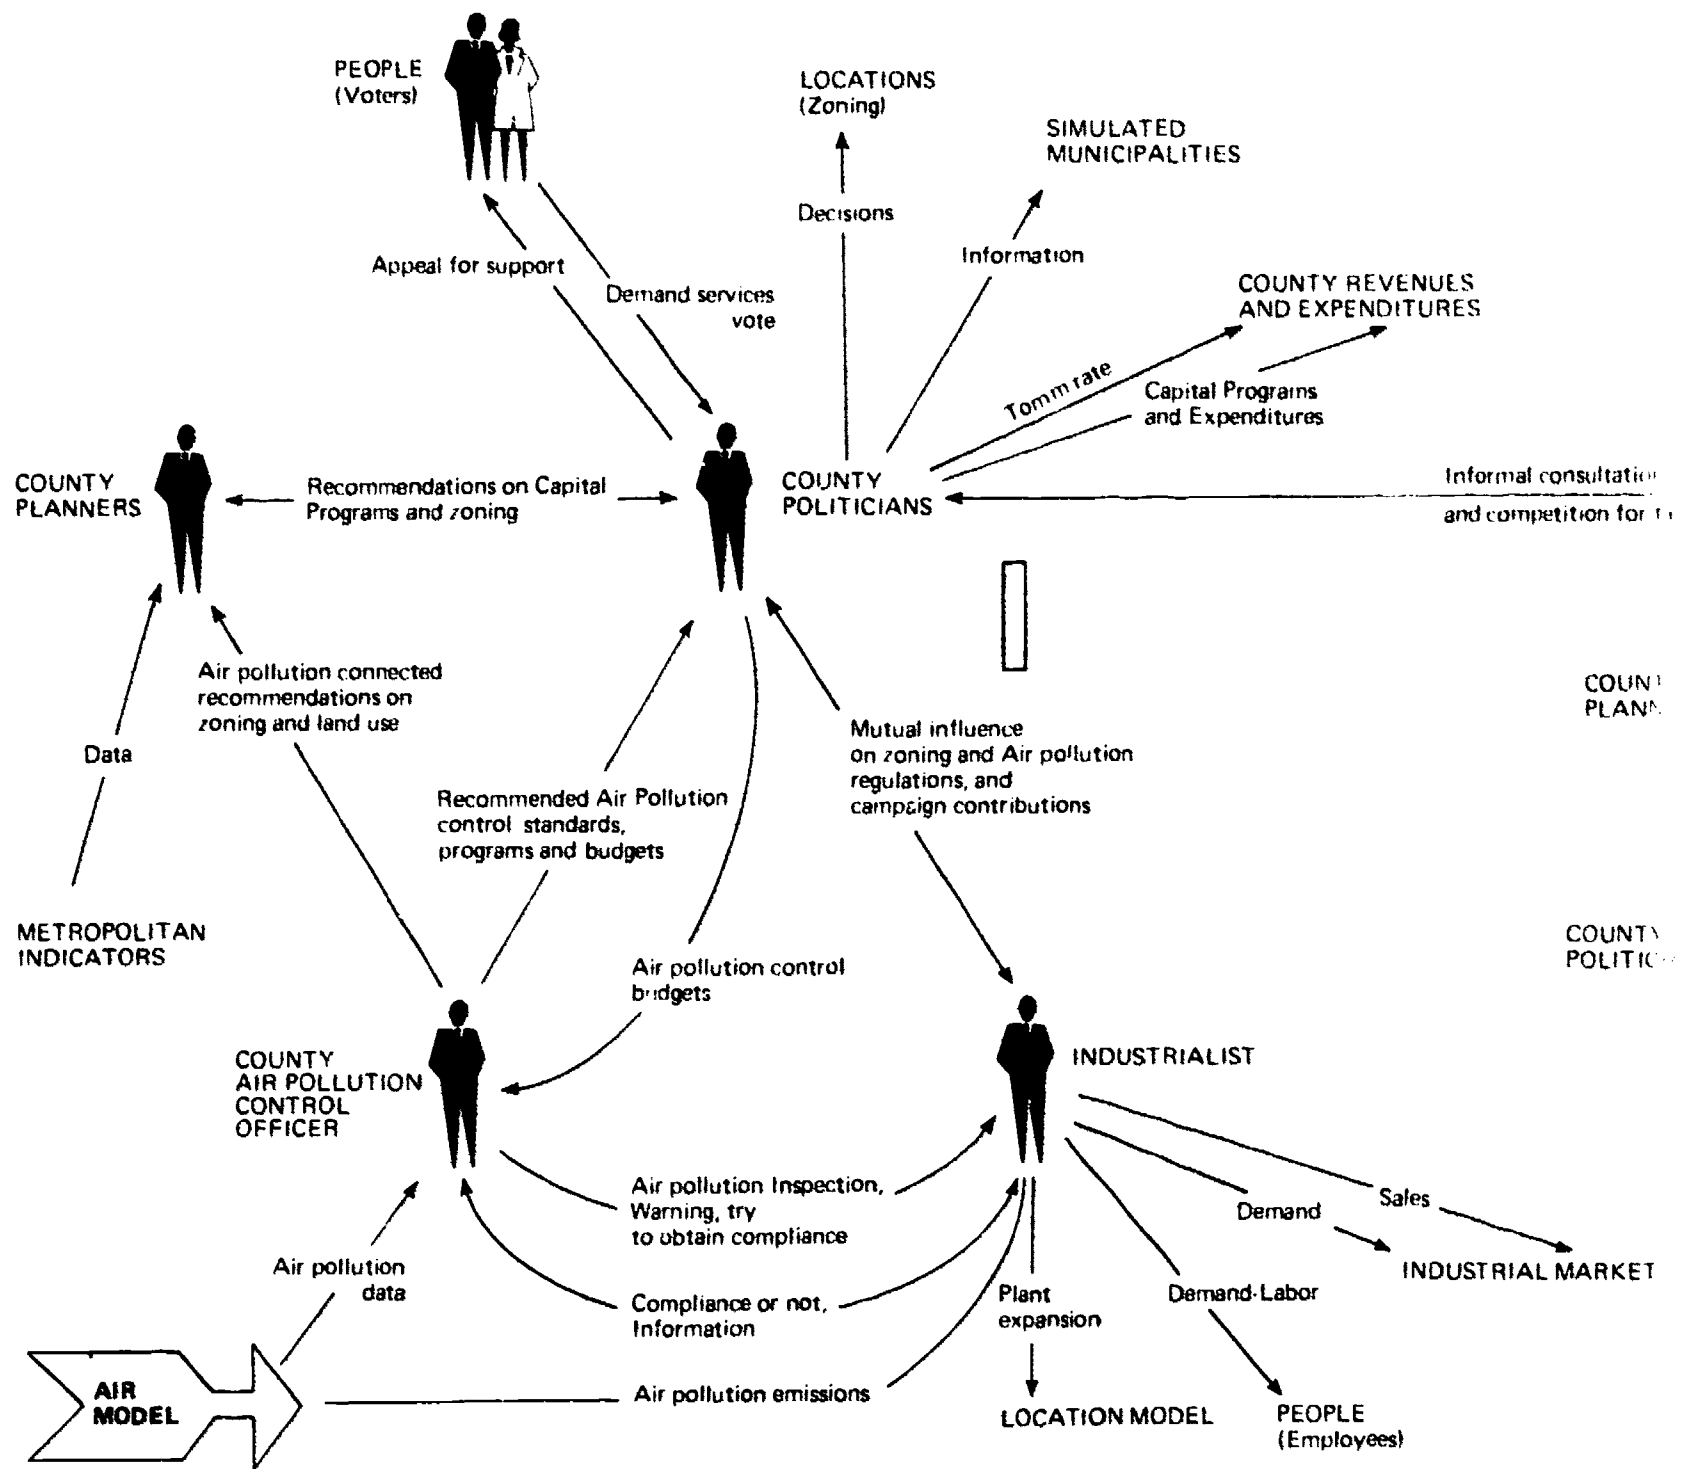 PEOPLE
(Voters)
LOCATIONS
(Zoning)
SIMULATED
MUNICIPALITIES
Decisions
Information
Appeal for support
Demand services
vote
COUNTY REVENUES
AND EXPENDITURES
Tomm rate
Capital Programs
and Expenditures
COUNTY
PLANNERS
Recommendations on Capital
Programs and zoning
COUNTY
POLITICIANS
Informal
and competition for
Air pollution connected
recommendations on
zoning and land use
Data
Mutual influence
on zoning and Air pollution
regulations, and
campaign contributions
Recommended Air Pollution
control standards,
programs and budgets
METROPOLITAN
INDICATORS
Air pollution control
budgets
COUNTY
AIR POLLUTION
CONTROL
OFFICER
INDUSTRIALIST
Air pollution Inspection,
Warning, try
to obtain compliance
Sales
Demand
INDUSTRIAL MARKET
Air pollution
data
Compliance or not,
Information
Plant
expansion
Demand-Labor
AIR
MODEL
Air pollution emissions
LOCATION MODEL
PEOPLE
(Employees)